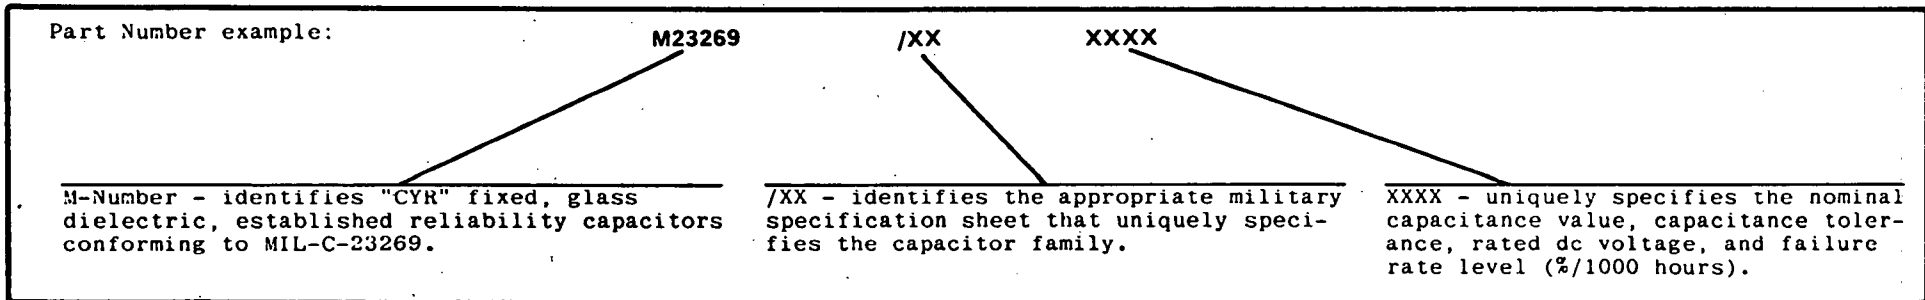 Part Number example:
M23269 /XX XXXX
M-Number - identifies "CYR" fixed, glass
dielectric, established reliability capacitors
conforming to MIL-C-23269.
/XX - identifies the appropriate military
specification sheet that uniquely speci-
fies the capacitor family.
XXXX - uniquely specifies the nominal
capacitance value, capacitance toler-
ance, rated dc voltage, and failure
rate level (%/1000 hours).